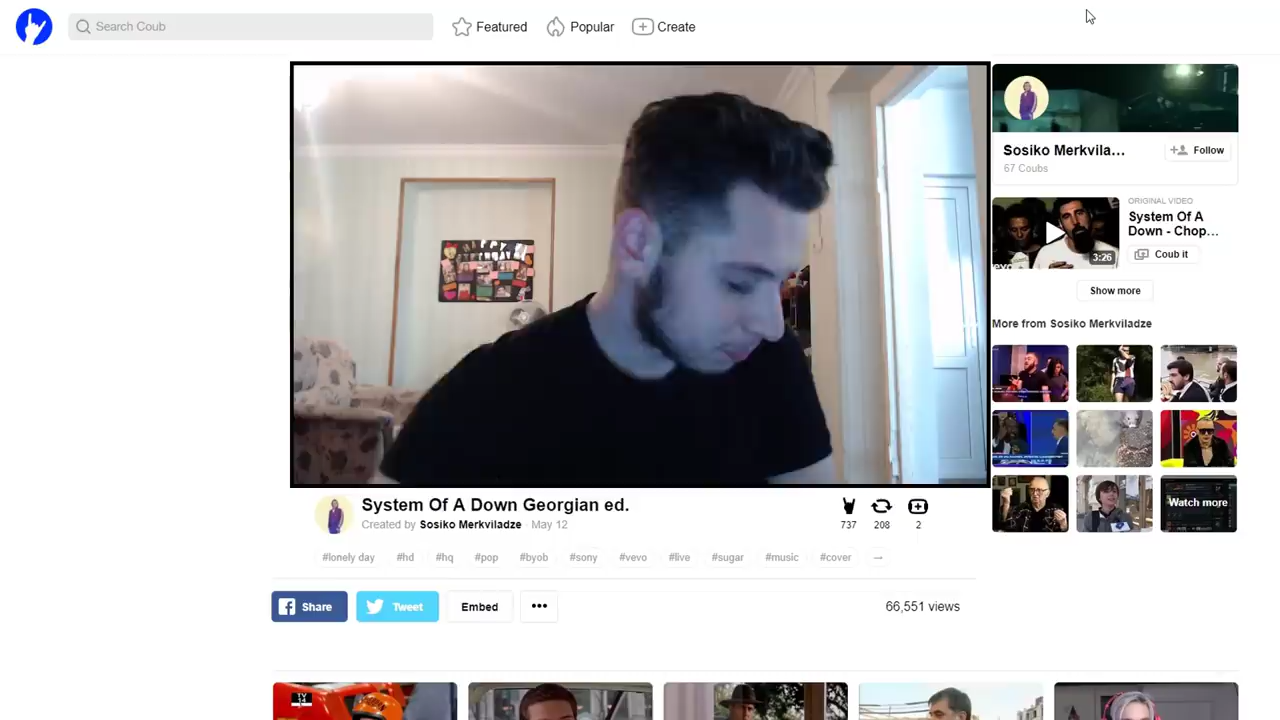 Search Coub
Featured
Popular
Create
Sosiko Merkvila...
Follow
67 Coubs
ORIGINAL VIDEO
System Of A
Down - Chop...
3:26
Coub it
Show more
More from Sosiko Merkviladze
Watch more
System Of A Down Georgian ed.
Created by Sosiko Merkviladze · May 12
737
208
2
#lonely day
#hd
#hq
#pop
#byob
#sony
#vevo
#live
#sugar
#music
#cover
→
Share
Tweet
Embed
•••
66,551 views